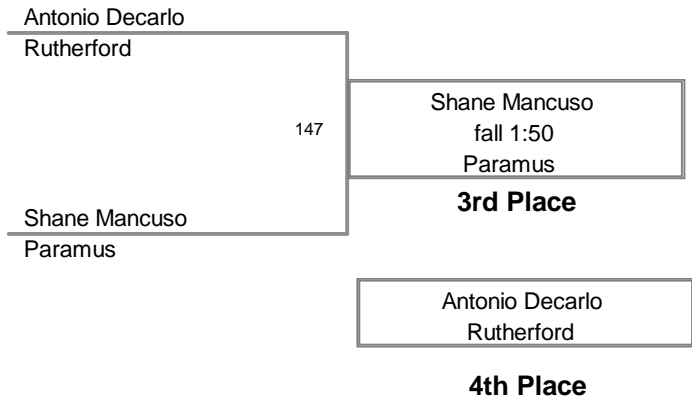 Antonio Decarlo
Rutherford
147
Shane Mancuso
fall 1:50
Paramus
3rd Place
Shane Mancuso
Paramus
Antonio Decarlo
Rutherford
4th Place